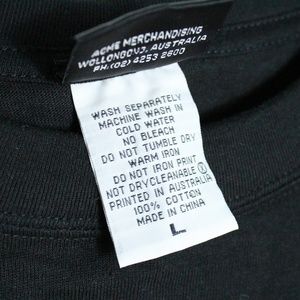 ACME MERCHANDISING
WOLLONGONG, AUSTRALIA
PH:(02) 4253 2800
WASH SEPARATELY
MACHINE WASH IN
COLD WATER
NO BLEACH
DO NOT TUMBLE DRY
WARM IRON
DO NOT IRON PRINT
NOT DRYCLEANABLE Ⓧ
PRINTED IN AUSTRALIA
100% COTTON
MADE IN CHINA
L